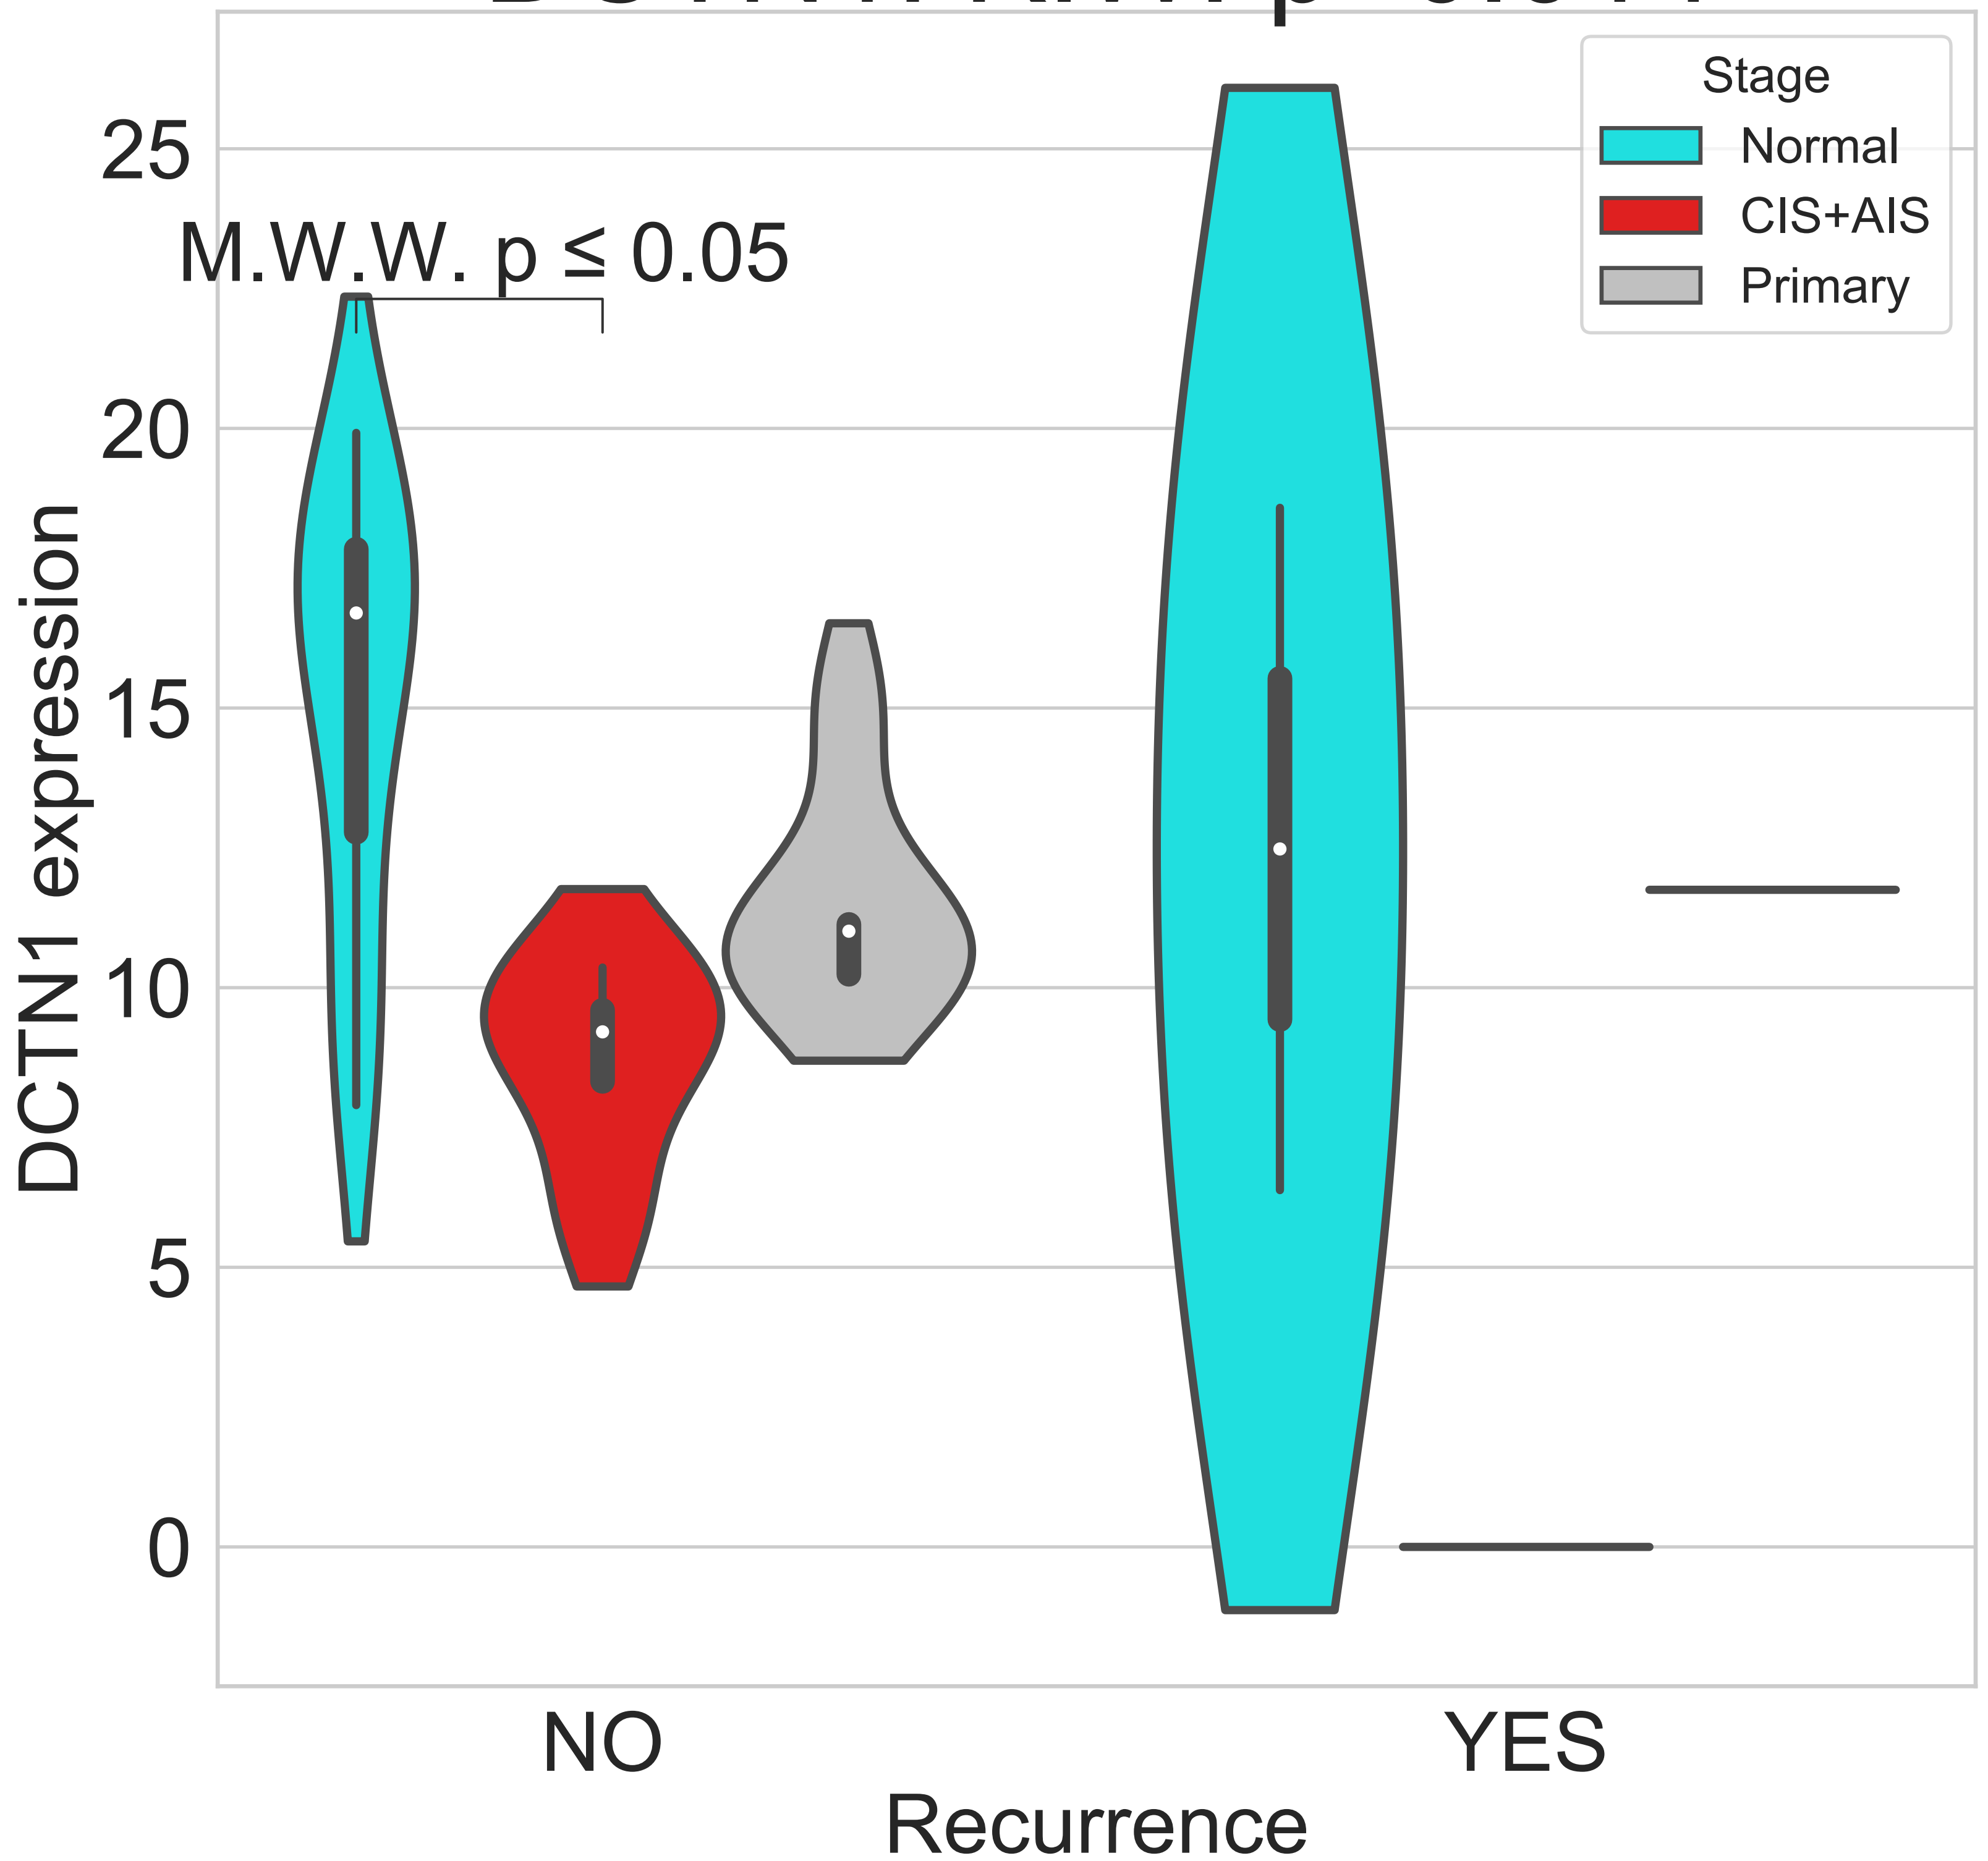 Stage
Normal
CIS+AIS
Primary
M.W.W. p ≤ 0.05
25
20
15
10
5
0
DCTN1 expression
NO
YES
Recurrence